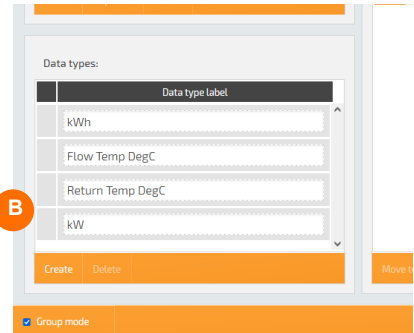 Data types:
Data type label
kWh
Flow Temp DegC
Return Temp DegC
B
kW
Create Delete
Group mode